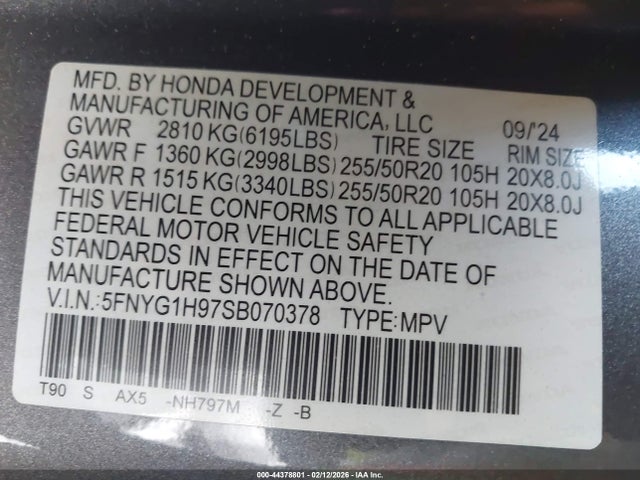 MFD. BY HONDA DEVELOPMENT &
MANUFACTURING OF AMERICA, LLC 09/'24
GVWR 2810 KG(6195LBS) TIRE SIZE RIM SIZE
GAWR F 1360 KG(2998LBS) 255/50R20 105H 20X8.0J
GAWR R 1515 KG(3340LBS) 255/50R20 105H 20X8.0J
THIS VEHICLE CONFORMS TO ALL APPLICABLE
FEDERAL MOTOR VEHICLE SAFETY
STANDARDS IN EFFECT ON THE DATE OF
MANUFACTURE SHOWN ABOVE.
V.I.N.:5FNYG1H97SB070378 TYPE:MPV
T90 S AX5 -NH797M -Z -B
000-44378801 - 02/12/2026 - IAA Inc.